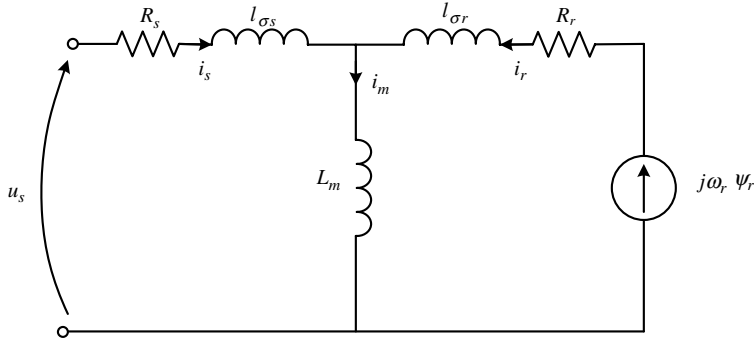 R_s
l_σs
l_σr
R_r
i_s
i_m
i_r
L_m
jω_r ψ_r
u_s